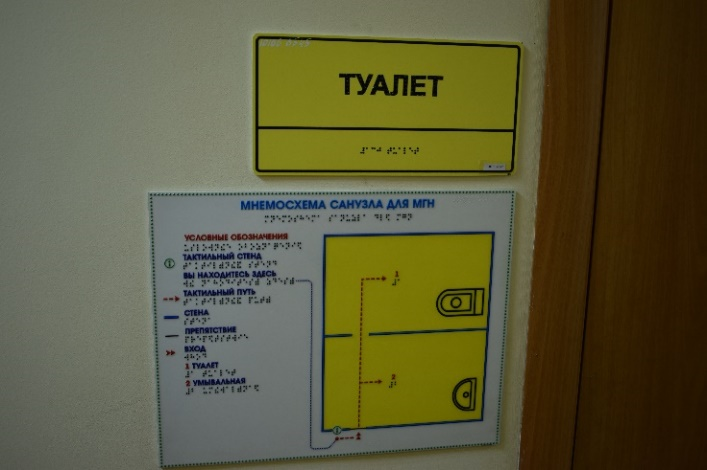 ТУАЛЕТ
МНЕМОСХЕМА САНУЗЛА ДЛЯ МГН
УСЛОВНЫЕ ОБОЗНАЧЕНИЯ
ТАКТИЛЬНЫЙ СТЕНД
ВЫ НАХОДИТЕСЬ ЗДЕСЬ
ТАКТИЛЬНЫЙ ПУТЬ
СТЕНА
ПРЕПЯТСТВИЕ
ВХОД
1 ТУАЛЕТ
2 УМЫВАЛЬНАЯ
1
2